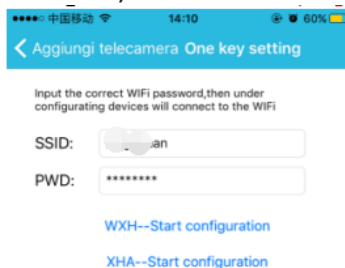 中国移动 14:10 60%
Aggiungi telecamera One key setting
Input the correct WIFi password,then under
configurating devices will connect to the WIFi
SSID: an
PWD: ********
WXH--Start configuration
XHA--Start configuration